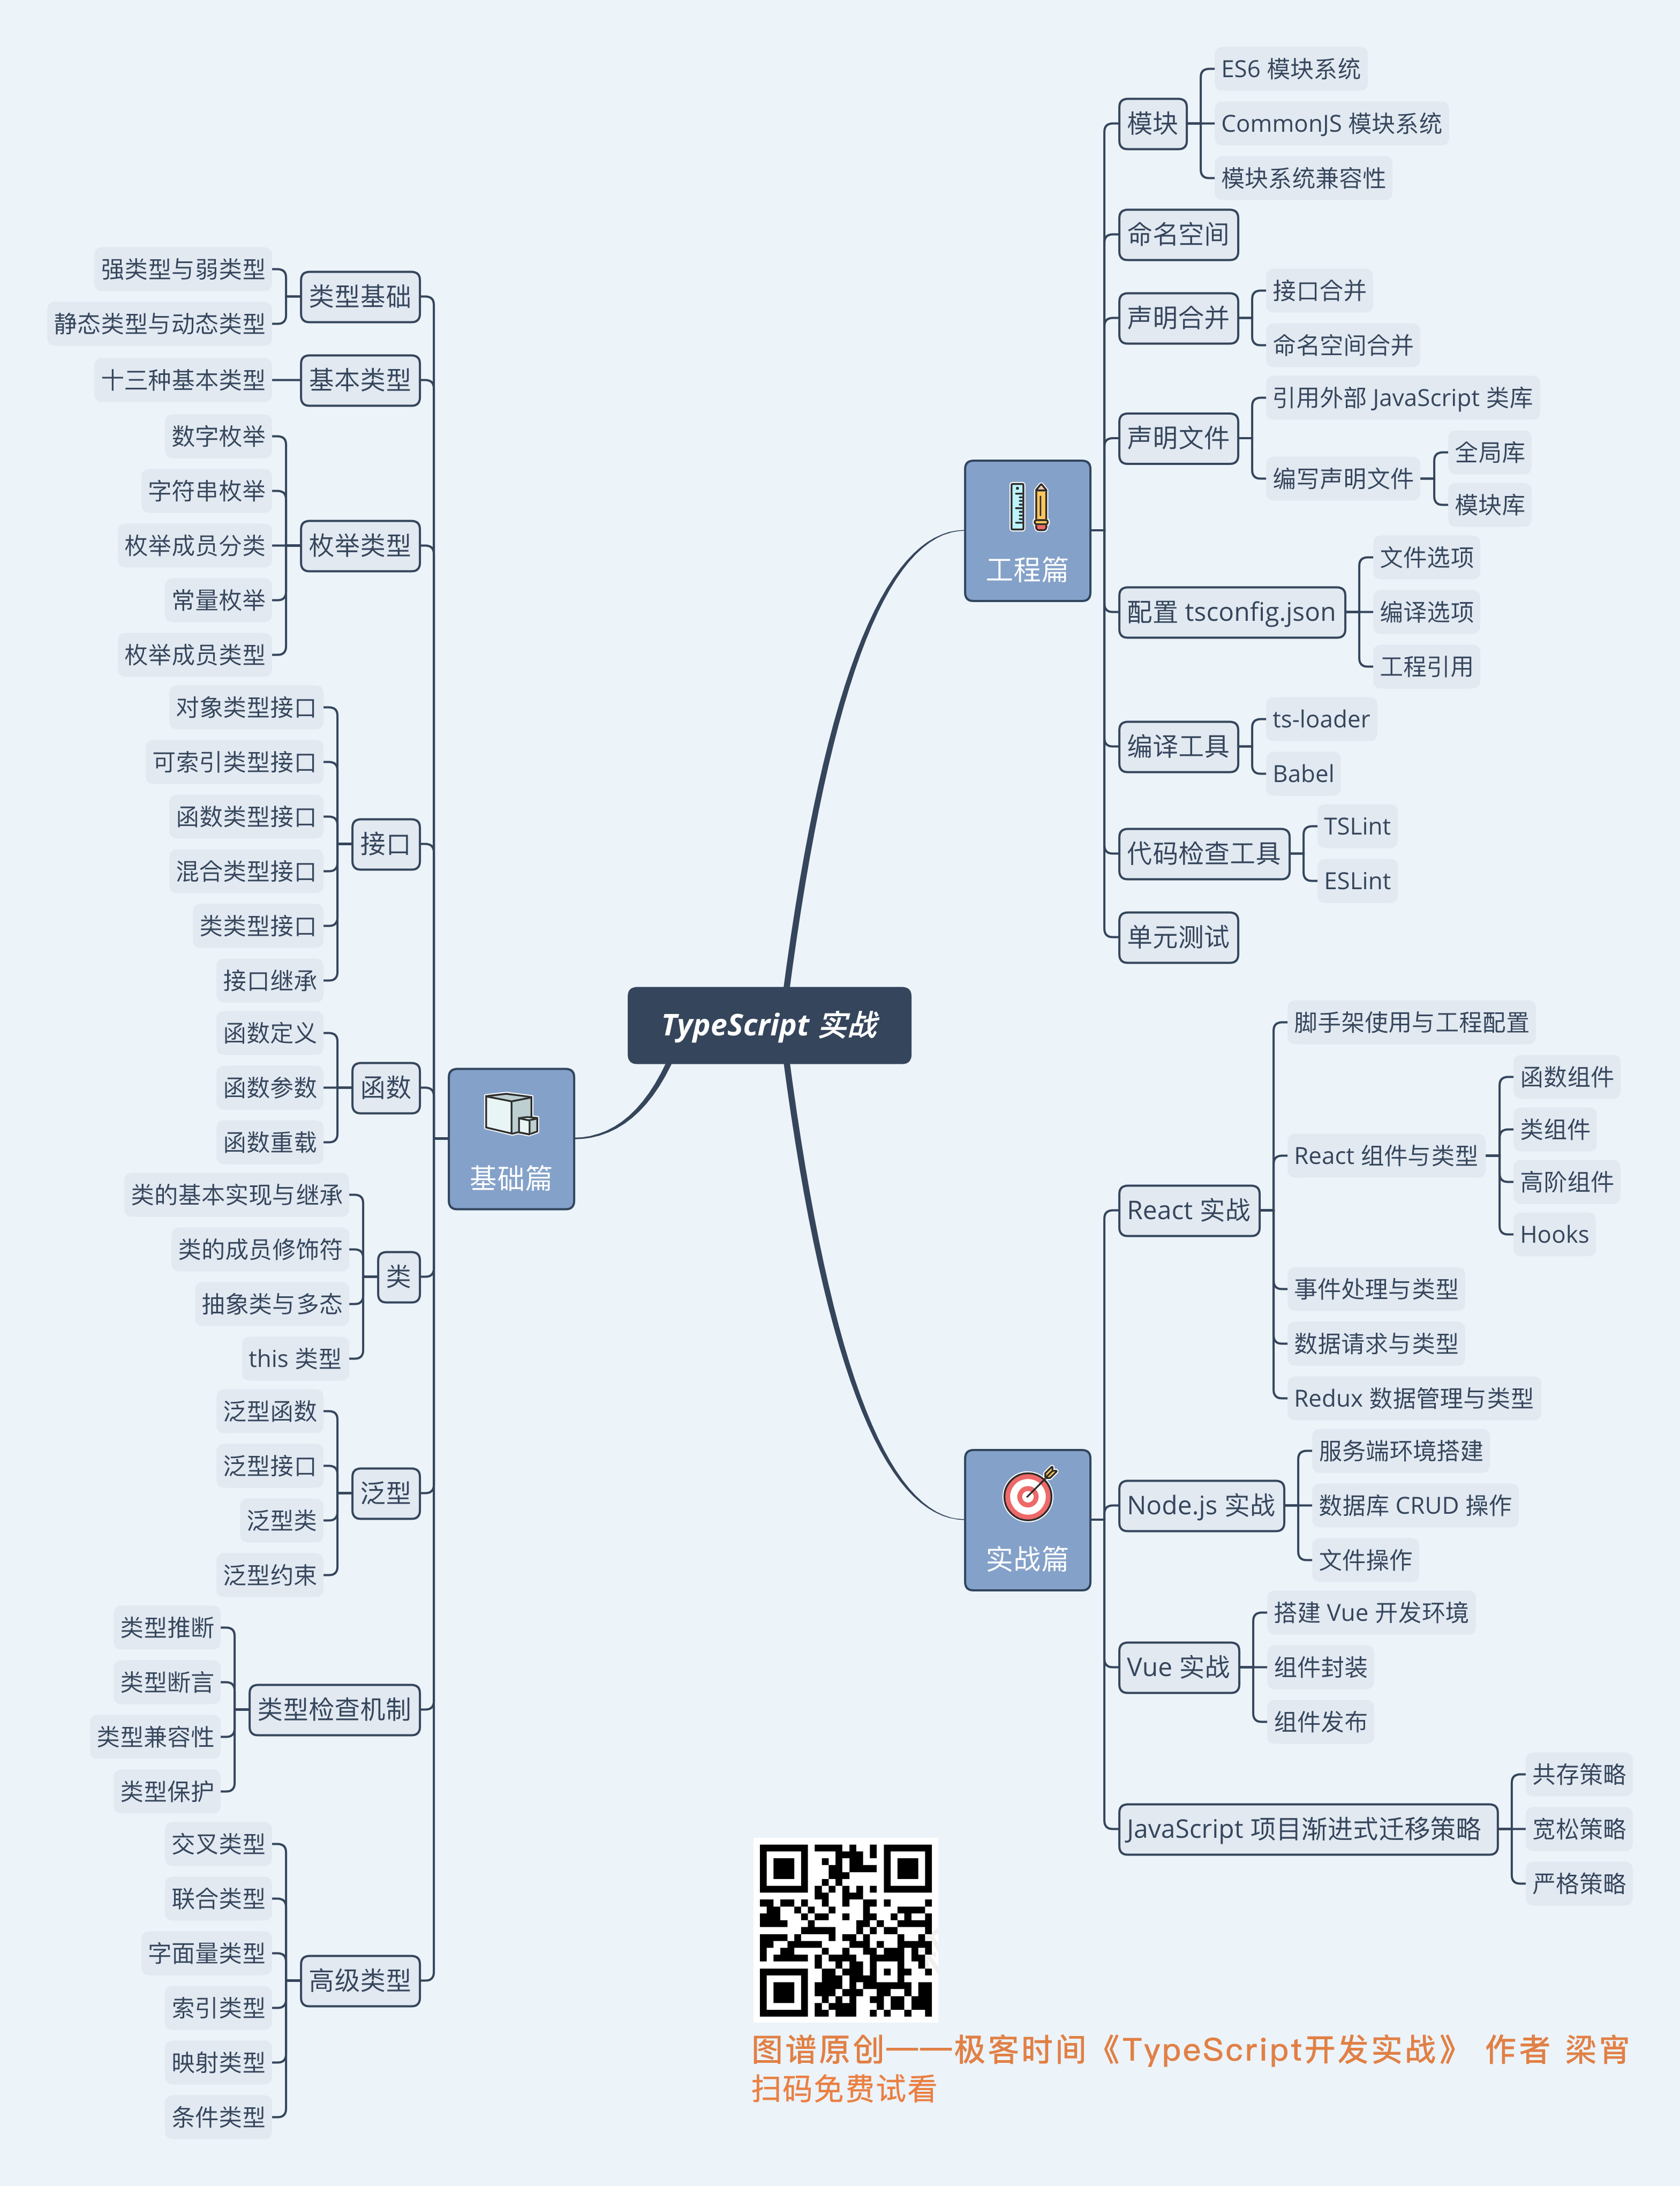 TypeScript 实战
基础篇
类型基础
强类型与弱类型
静态类型与动态类型
基本类型
十三种基本类型
枚举类型
数字枚举
字符串枚举
枚举成员分类
常量枚举
枚举成员类型
接口
对象类型接口
可索引类型接口
函数类型接口
混合类型接口
类类型接口
接口继承
函数
函数定义
函数参数
函数重载
类
类的基本实现与继承
类的成员修饰符
抽象类与多态
this 类型
泛型
泛型函数
泛型接口
泛型类
泛型约束
类型检查机制
类型推断
类型断言
类型兼容性
类型保护
高级类型
交叉类型
联合类型
字面量类型
索引类型
映射类型
条件类型
工程篇
模块
ES6 模块系统
CommonJS 模块系统
模块系统兼容性
命名空间
声明合并
接口合并
命名空间合并
声明文件
引用外部 JavaScript 类库
编写声明文件
全局库
模块库
配置 tsconfig.json
文件选项
编译选项
工程引用
编译工具
ts-loader
Babel
代码检查工具
TSLint
ESLint
单元测试
实战篇
React 实战
脚手架使用与工程配置
React 组件与类型
函数组件
类组件
高阶组件
Hooks
事件处理与类型
数据请求与类型
Redux 数据管理与类型
Node.js 实战
服务端环境搭建
数据库 CRUD 操作
文件操作
Vue 实战
搭建 Vue 开发环境
组件封装
组件发布
JavaScript 项目渐进式迁移策略
共存策略
宽松策略
严格策略
图谱原创——极客时间《TypeScript开发实战》 作者 梁宵
扫码免费试看